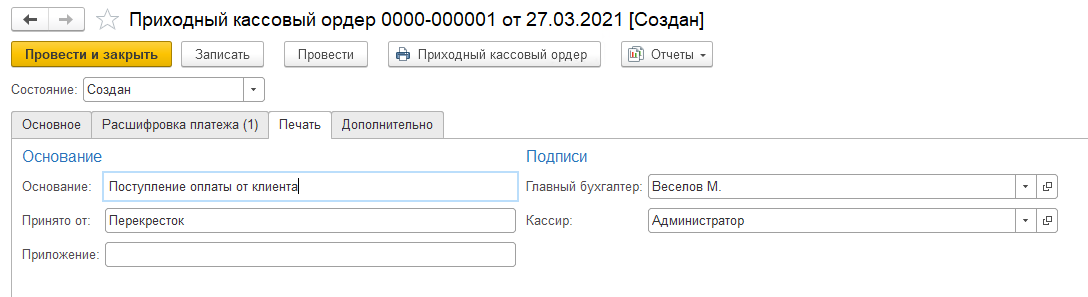 Приходный кассовый ордер 0000-000001 от 27.03.2021 [Создан]
Провести и закрыть Записать Провести Приходный кассовый ордер Отчеты
Состояние: Создан
Основное Расшифровка платежа (1) Печать Дополнительно
Основание Подписи
Основание: Поступление оплаты от клиента Главный бухгалтер: Веселов М.
Принято от: Перекресток Кассир: Администратор
Приложение: